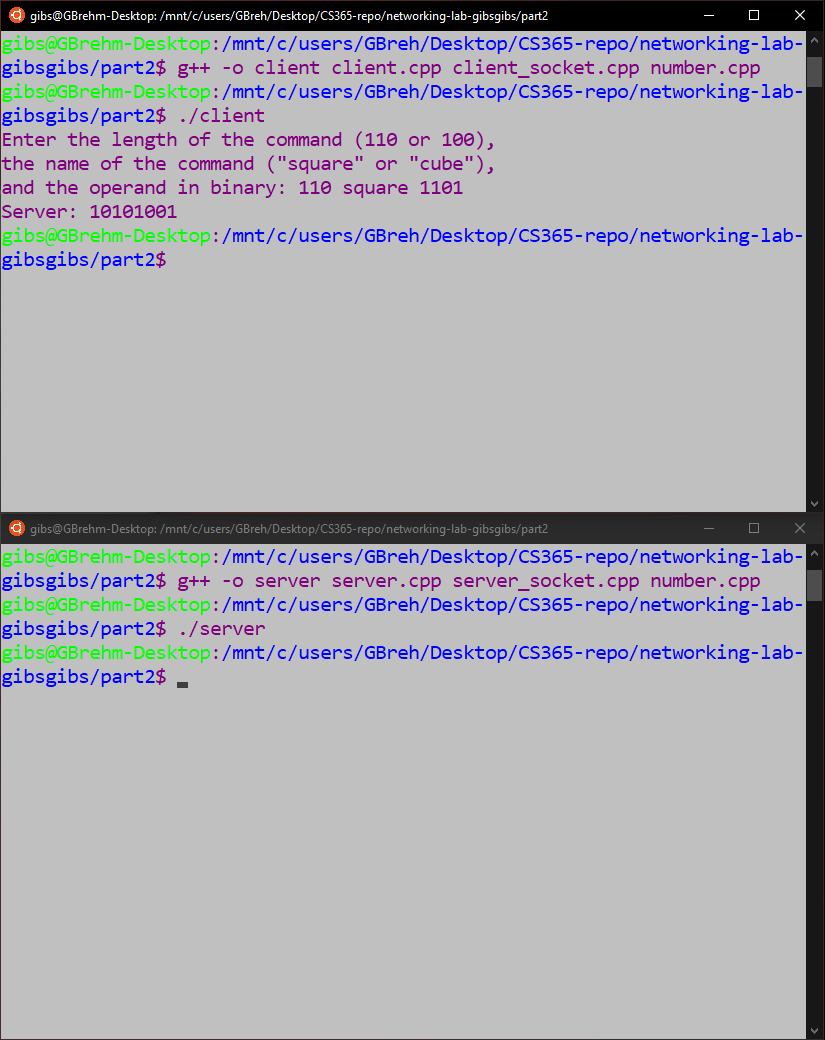 gibs@GBrehm-Desktop: /mnt/c/users/GBreh/Desktop/CS365-repo/networking-lab-gibsgibs/part2
gibs@GBrehm-Desktop:/mnt/c/users/GBreh/Desktop/CS365-repo/networking-lab-
gibsgibs/part2$ g++ -o client client.cpp client_socket.cpp number.cpp
gibs@GBrehm-Desktop:/mnt/c/users/GBreh/Desktop/CS365-repo/networking-lab-
gibsgibs/part2$ ./client
Enter the length of the command (110 or 100),
the name of the command ("square" or "cube"),
and the operand in binary: 110 square 1101
Server: 10101001
gibs@GBrehm-Desktop:/mnt/c/users/GBreh/Desktop/CS365-repo/networking-lab-
gibsgibs/part2$
gibs@GBrehm-Desktop: /mnt/c/users/GBreh/Desktop/CS365-repo/networking-lab-gibsgibs/part2
gibs@GBrehm-Desktop:/mnt/c/users/GBreh/Desktop/CS365-repo/networking-lab-
gibsgibs/part2$ g++ -o server server.cpp server_socket.cpp number.cpp
gibs@GBrehm-Desktop:/mnt/c/users/GBreh/Desktop/CS365-repo/networking-lab-
gibsgibs/part2$ ./server
gibs@GBrehm-Desktop:/mnt/c/users/GBreh/Desktop/CS365-repo/networking-lab-
gibsgibs/part2$